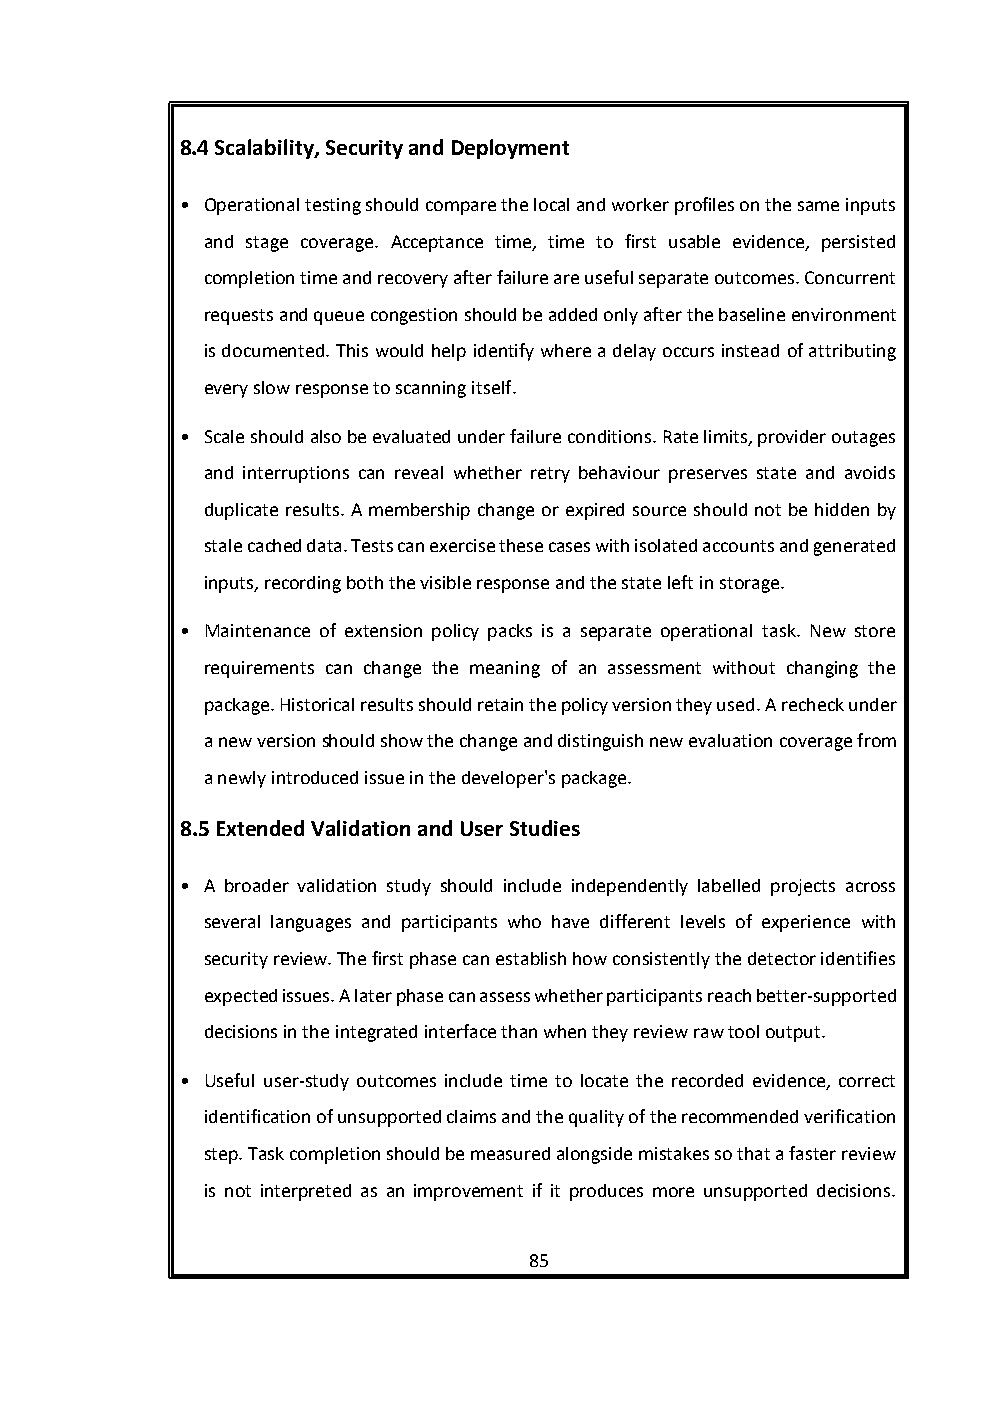 8.4 Scalability, Security and Deployment
• Operational testing should compare the local and worker profiles on the same inputs
and stage coverage. Acceptance time, time to first usable evidence, persisted
completion time and recovery after failure are useful separate outcomes. Concurrent
requests and queue congestion should be added only after the baseline environment
is documented. This would help identify where a delay occurs instead of attributing
every slow response to scanning itself.
• Scale should also be evaluated under failure conditions. Rate limits, provider outages
and interruptions can reveal whether retry behaviour preserves state and avoids
duplicate results. A membership change or expired source should not be hidden by
stale cached data. Tests can exercise these cases with isolated accounts and generated
inputs, recording both the visible response and the state left in storage.
• Maintenance of extension policy packs is a separate operational task. New store
requirements can change the meaning of an assessment without changing the
package. Historical results should retain the policy version they used. A recheck under
a new version should show the change and distinguish new evaluation coverage from
a newly introduced issue in the developer's package.
8.5 Extended Validation and User Studies
• A broader validation study should include independently labelled projects across
several languages and participants who have different levels of experience with
security review. The first phase can establish how consistently the detector identifies
expected issues. A later phase can assess whether participants reach better-supported
decisions in the integrated interface than when they review raw tool output.
• Useful user-study outcomes include time to locate the recorded evidence, correct
identification of unsupported claims and the quality of the recommended verification
step. Task completion should be measured alongside mistakes so that a faster review
is not interpreted as an improvement if it produces more unsupported decisions.
85